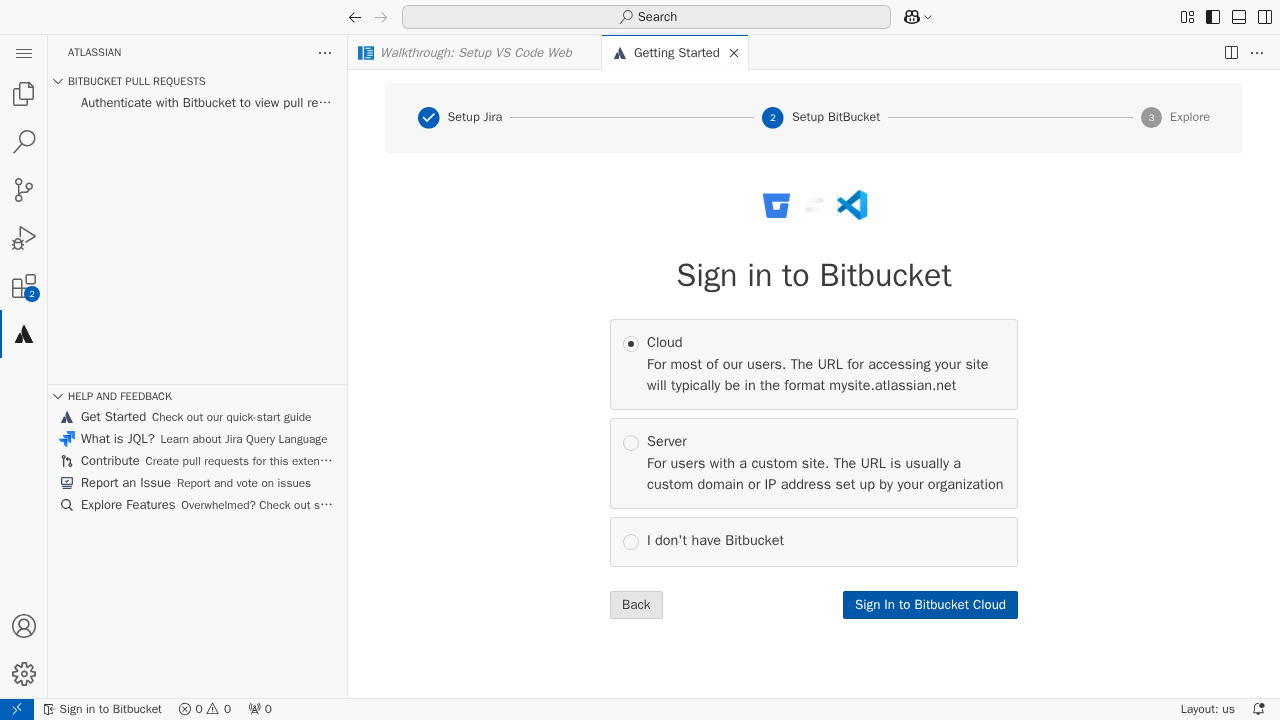 Search
ATLASSIAN
Walkthrough: Setup VS Code Web
Getting Started
BITBUCKET PULL REQUESTS
Authenticate with Bitbucket to view pull re…
Setup Jira
2
Setup BitBucket
3
Explore
2
Sign in to Bitbucket
Cloud
For most of our users. The URL for accessing your site
will typically be in the format mysite.atlassian.net
Server
For users with a custom site. The URL is usually a
custom domain or IP address set up by your organization
I don't have Bitbucket
Back
Sign In to Bitbucket Cloud
HELP AND FEEDBACK
Get Started Check out our quick-start guide
What is JQL? Learn about Jira Query Language
Contribute Create pull requests for this exten…
Report an Issue Report and vote on issues
Explore Features Overwhelmed? Check out s…
Sign in to Bitbucket
0
0
0
Layout: us